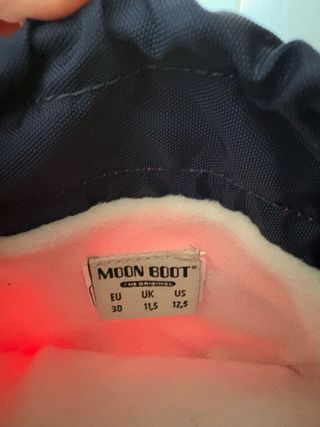 MOON BOOT®
THE ORIGINAL
EU UK US
30 11,5 12,5